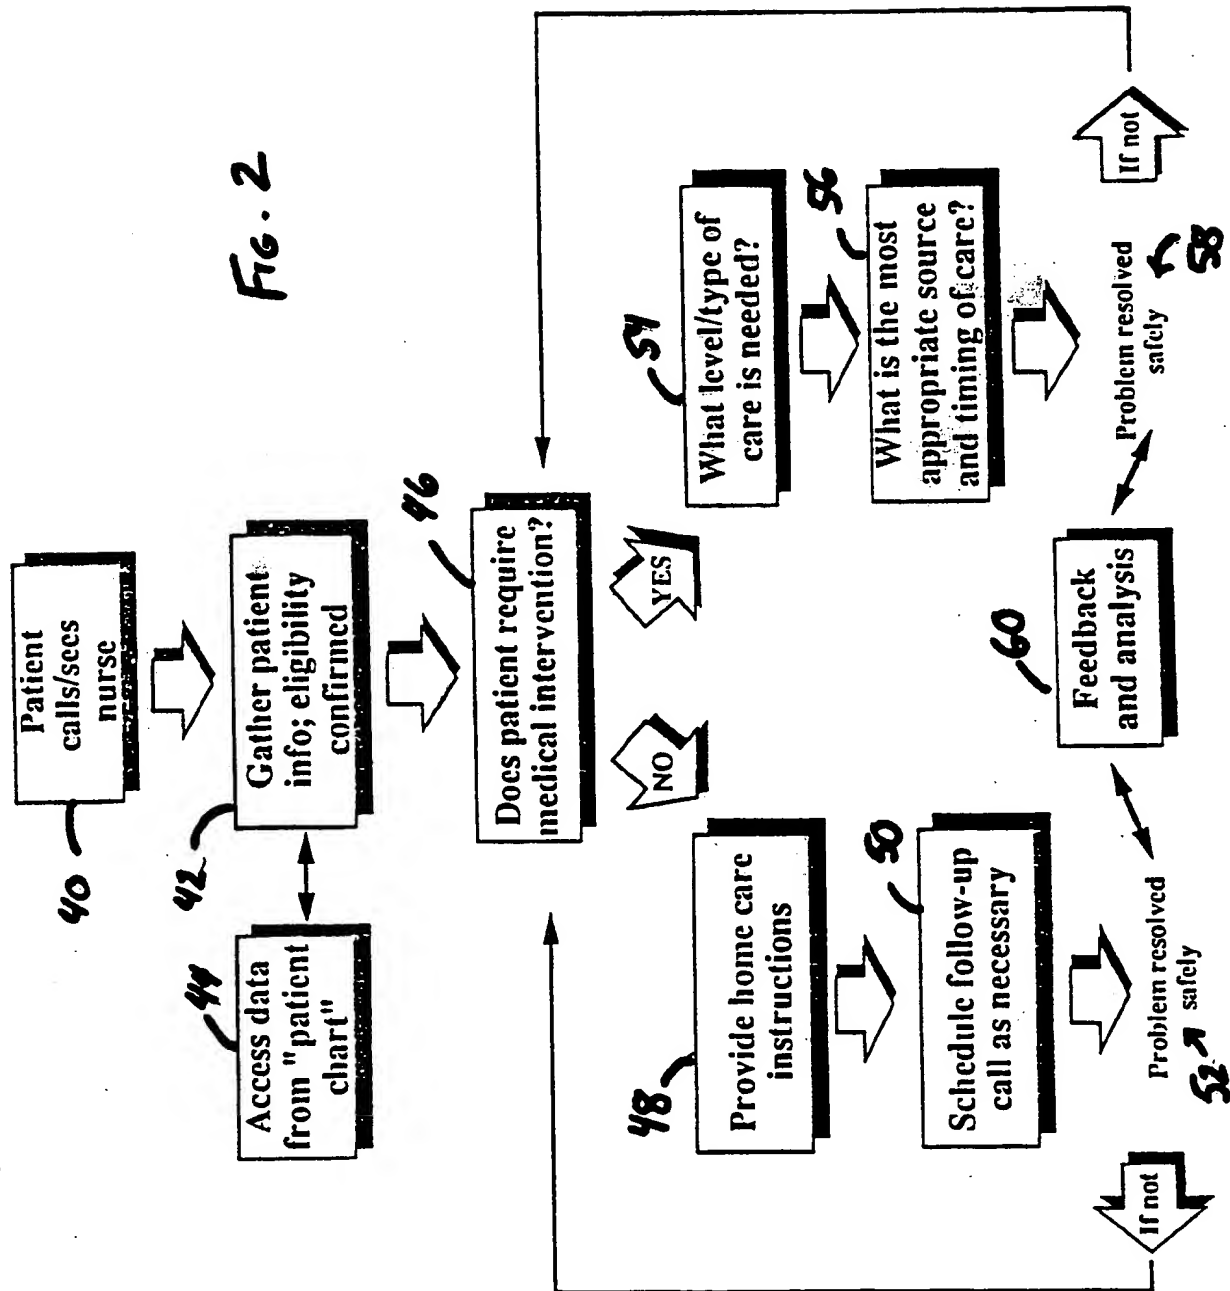 FIG. 2
40
Patient
calls/sees
nurse
42
Gather patient
info; eligibility
confirmed
44
Access data
from "patient
chart"
46
Does patient require
medical intervention?
NO
YES
48
Provide home care
instructions
50
Schedule follow-up
call as necessary
Problem resolved
safely
52
If not
54
What level/type of
care is needed?
56
What is the most
appropriate source
and timing of care?
Problem resolved
safely
58
If not
60
Feedback
and analysis